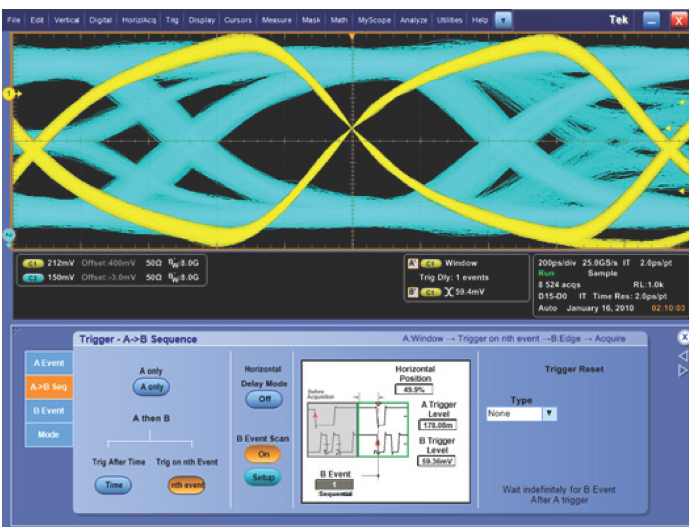 File Edit Vertical Digital Horiz/Acq Trig Display Cursors Measure Mask Math MyScope Analyze Utilities Help Tek X
1
2
C1 212mV Offset:400mV 50Ω BW:8.0G
C2 150mV Offset:-3.0mV 50Ω BW:8.0G
A' C1 Window
Trig Dly: 1 events
B' C1 59.4mV
200ps/div 25.0GS/s IT 2.0ps/pt
Run Sample
8 524 acqs RL:1.0k
D15-D0 IT Time Res: 2.0ps/pt
Auto January 16, 2010 02:10:03
Trigger - A->B Sequence
A:Window → Trigger on nth event →B:Edge → Acquire
X
A Event
A->B Seq
B Event
Mode
A only
A only
A then B
Trig After Time
Trig on nth Event
Time
nth event
Horizontal
Delay Mode
Off
B Event Scan
On
Setup
Before
Acquisition
Horizontal
Position
49.9%
A Trigger
Level
178.08m
B Trigger
Level
59.36mV
B Event
1
Sequential
Trigger Reset
Type
None
Wait indefinitely for B Event
After A trigger